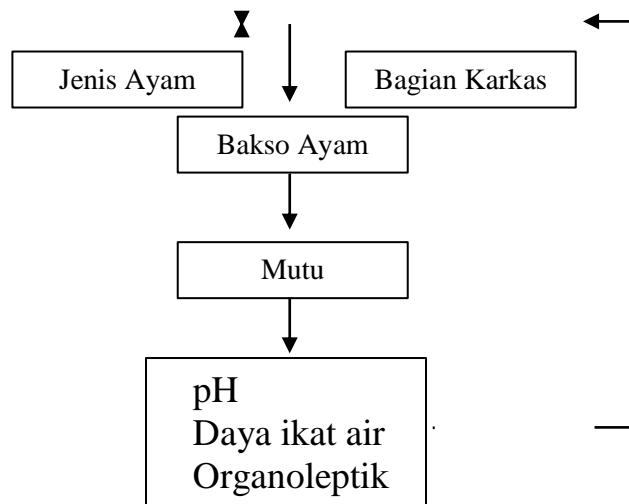 Jenis Ayam
Bagian Karkas
Bakso Ayam
Mutu
pH
Daya ikat air
Organoleptik